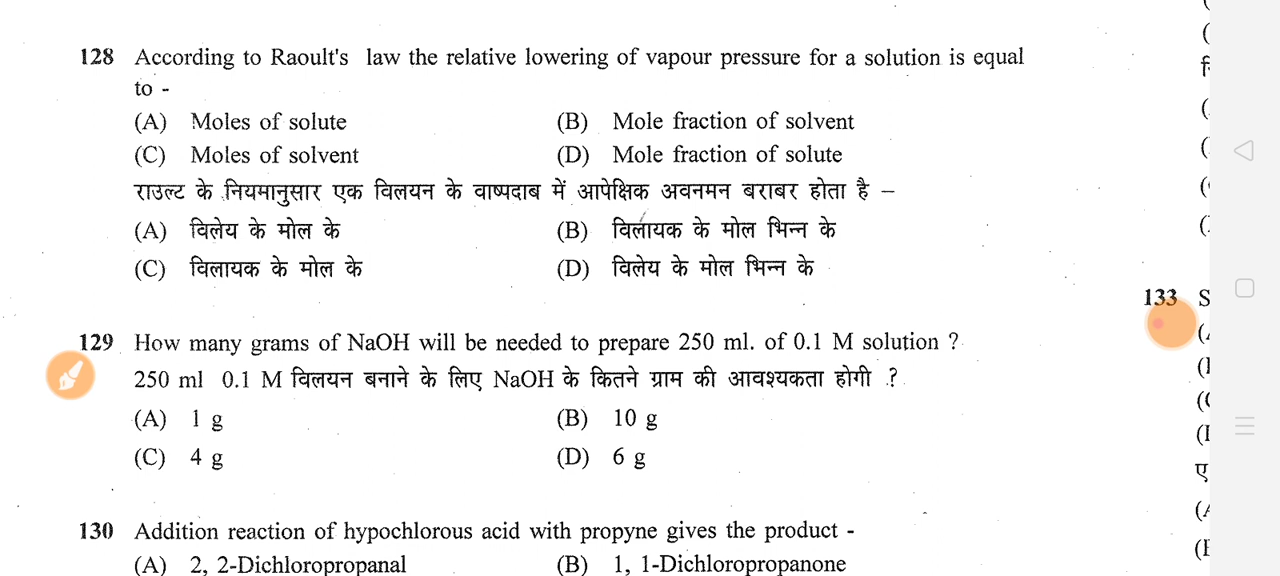 128 According to Raoult's law the relative lowering of vapour pressure for a solution is equal
to -
(A) Moles of solute (B) Mole fraction of solvent
(C) Moles of solvent (D) Mole fraction of solute
राउल्ट के नियमानुसार एक विलयन के वाष्पदाब में आपेक्षिक अवनमन बराबर होता है –
(A) विलेय के मोल के (B) विलायक के मोल भिन्न के
(C) विलायक के मोल के (D) विलेय के मोल भिन्न के
133 S
129 How many grams of NaOH will be needed to prepare 250 ml. of 0.1 M solution ?
250 ml 0.1 M विलयन बनाने के लिए NaOH के कितने ग्राम की आवश्यकता होगी ?
(A) 1 g (B) 10 g
(C) 4 g (D) 6 g
ए
130 Addition reaction of hypochlorous acid with propyne gives the product -
(A) 2, 2-Dichloropropanal (B) 1, 1-Dichloropropanone